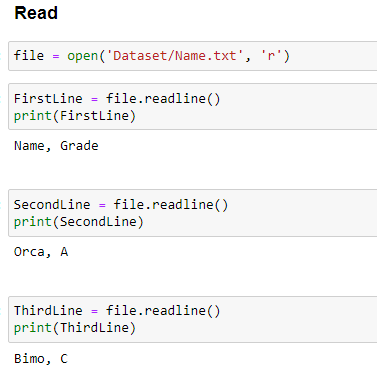 Read
file = open('Dataset/Name.txt', 'r')
FirstLine = file.readline()
print(FirstLine)
Name, Grade
SecondLine = file.readline()
print(SecondLine)
Orca, A
ThirdLine = file.readline()
print(ThirdLine)
Bimo, C